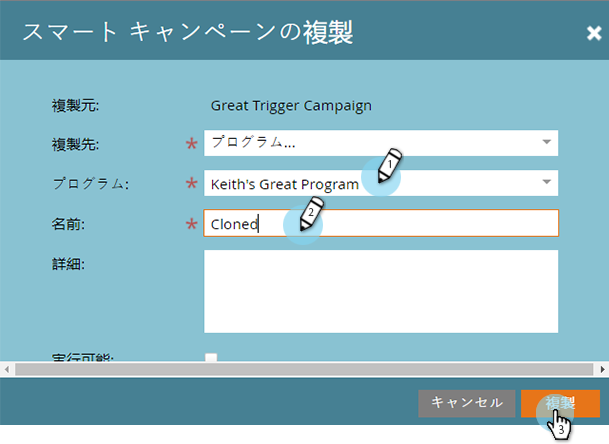 スマート キャンペーンの複製
複製元: Great Trigger Campaign
複製先: * プログラム...
プログラム: * Keith's Great Program 1
名前: * Cloned 2
詳細:
実行可能:
キャンセル 複製 3